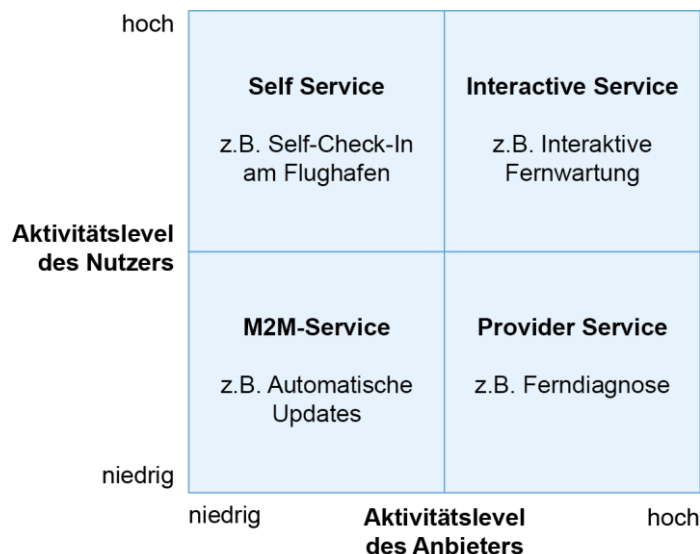 hoch
Self Service
z.B. Self-Check-In
am Flughafen
Interactive Service
z.B. Interaktive
Fernwartung
Aktivitätslevel
des Nutzers
M2M-Service
z.B. Automatische
Updates
Provider Service
z.B. Ferndiagnose
niedrig
niedrig
Aktivitätslevel
des Anbieters
hoch